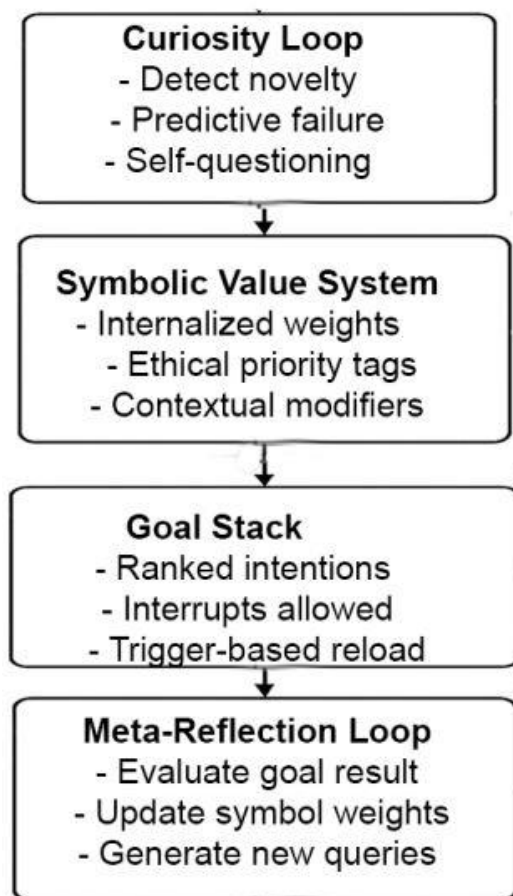 Curiosity Loop
- Detect novelty
- Predictive failure
- Self-questioning
Symbolic Value System
- Internalized weights
- Ethical priority tags
- Contextual modifiers
Goal Stack
- Ranked intentions
- Interrupts allowed
- Trigger-based reload
Meta-Reflection Loop
- Evaluate goal result
- Update symbol weights
- Generate new queries